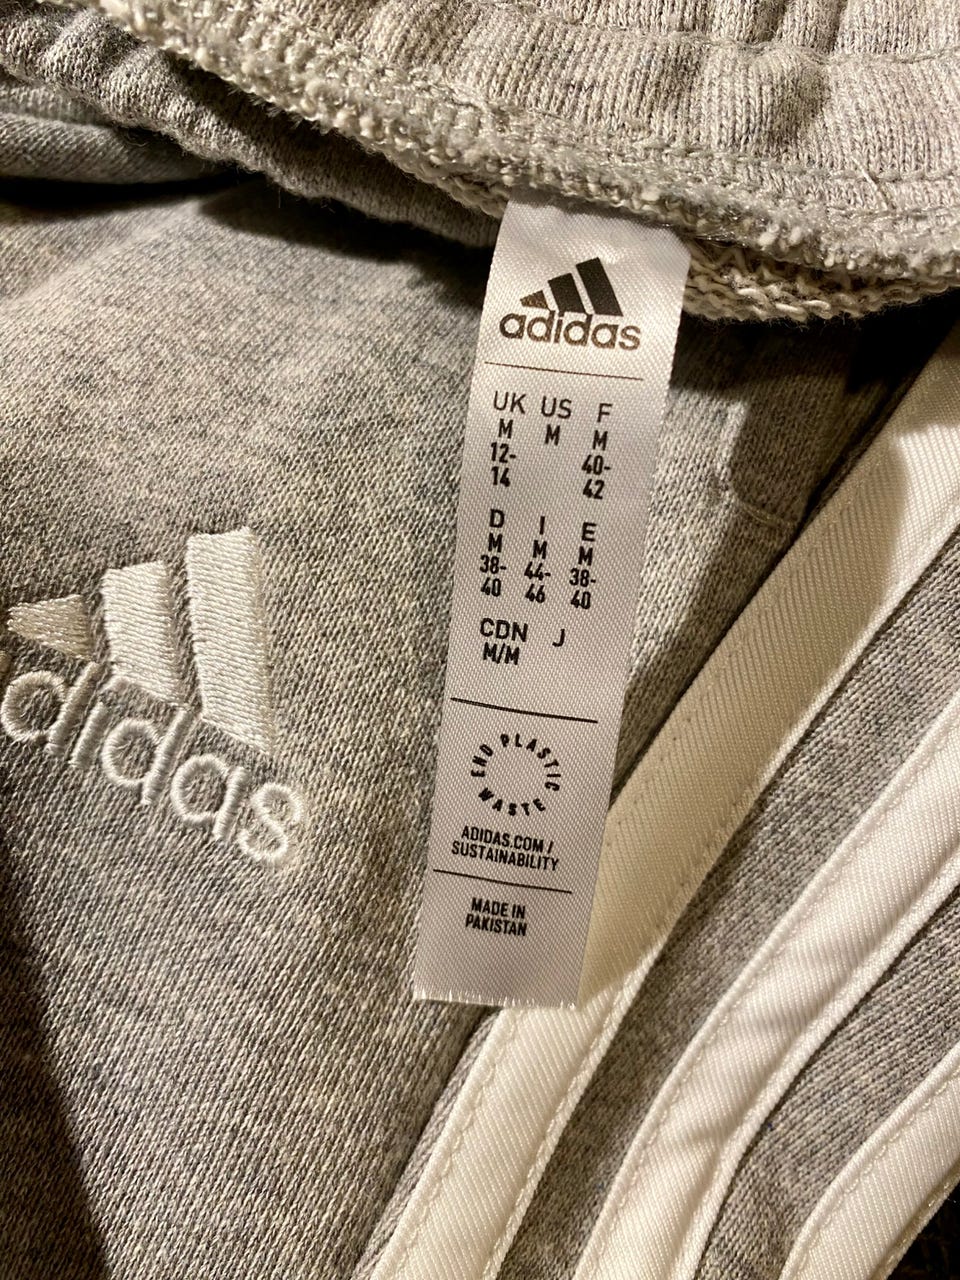 adidas
UK US F
M M M
12- 40-
14 42
D I E
M M M
38- 44- 38-
40 46 40
CDN J
M/M
END PLASTIC WASTE
ADIDAS.COM/
SUSTAINABILITY
MADE IN
PAKISTAN
didas